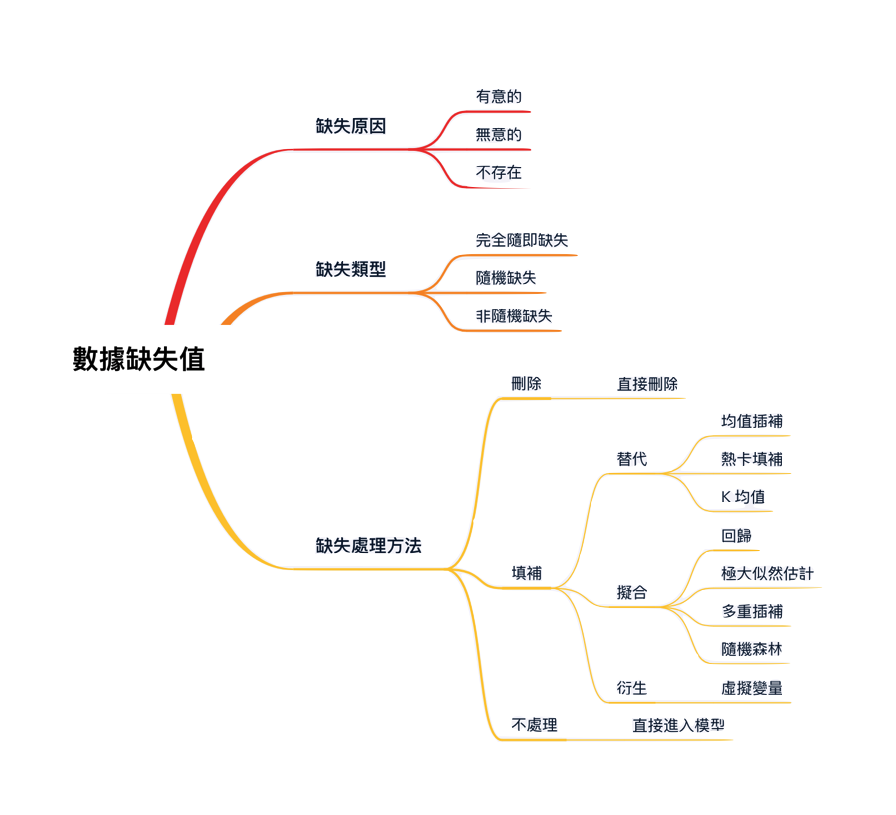 數據缺失值
缺失原因
有意的
無意的
不存在
缺失類型
完全隨即缺失
隨機缺失
非隨機缺失
缺失處理方法
刪除
直接刪除
填補
替代
均值插補
熱卡填補
K 均值
擬合
回歸
極大似然估計
多重插補
隨機森林
衍生
虛擬變量
不處理
直接進入模型